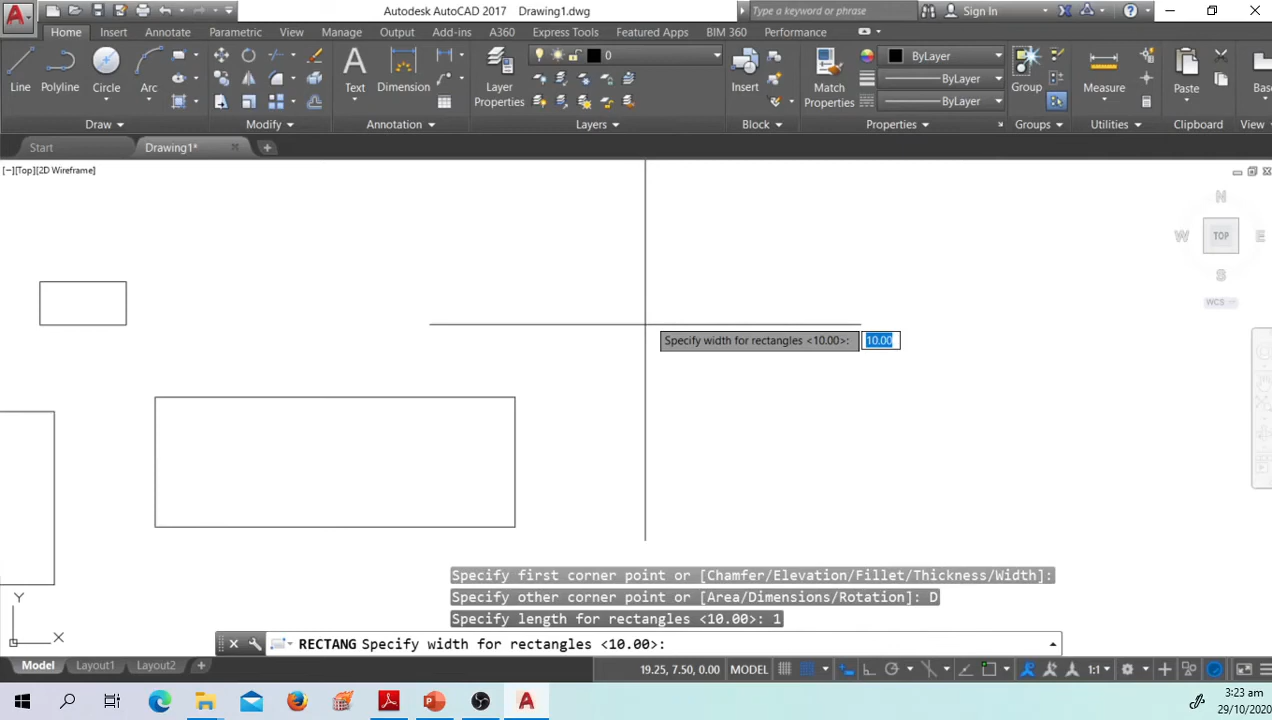 Autodesk AutoCAD 2017 Drawing1.dwg
Type a keyword or phrase
Sign In
Home Insert Annotate Parametric View Manage Output Add-ins A360 Express Tools Featured Apps BIM 360 Performance
Line Polyline Circle Arc
Text Dimension
Layer Properties
0
Insert
Match Properties
ByLayer
ByLayer
ByLayer
Group Measure Paste Base
Draw Modify Annotation Layers Block Properties Groups Utilities Clipboard View
Start Drawing1*
[−][Top][2D Wireframe]
N
W TOP E
S
WCS
Specify width for rectangles <10.00>: 10.00
Specify first corner point or [Chamfer/Elevation/Fillet/Thickness/Width]:
Specify other corner point or [Area/Dimensions/Rotation]: D
Specify length for rectangles <10.00>: 1
Y
X
RECTANG Specify width for rectangles <10.00>:
Model Layout1 Layout2
19.25, 7.50, 0.00 MODEL 1:1
3:23 am
29/10/2020